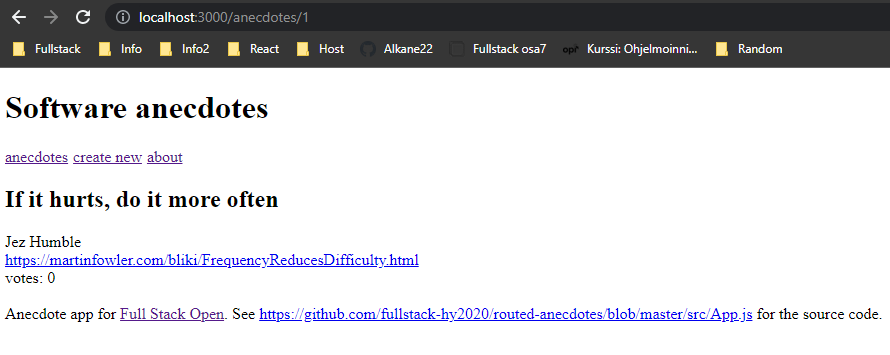 localhost:3000/anecdotes/1
Fullstack Info Info2 React Host Alkane22 Fullstack osa7 Kurssi: Ohjelmoinni... Random
Software anecdotes
anecdotes create new about
If it hurts, do it more often
Jez Humble
https://martinfowler.com/bliki/FrequencyReducesDifficulty.html
votes: 0
Anecdote app for Full Stack Open. See https://github.com/fullstack-hy2020/routed-anecdotes/blob/master/src/App.js for the source code.